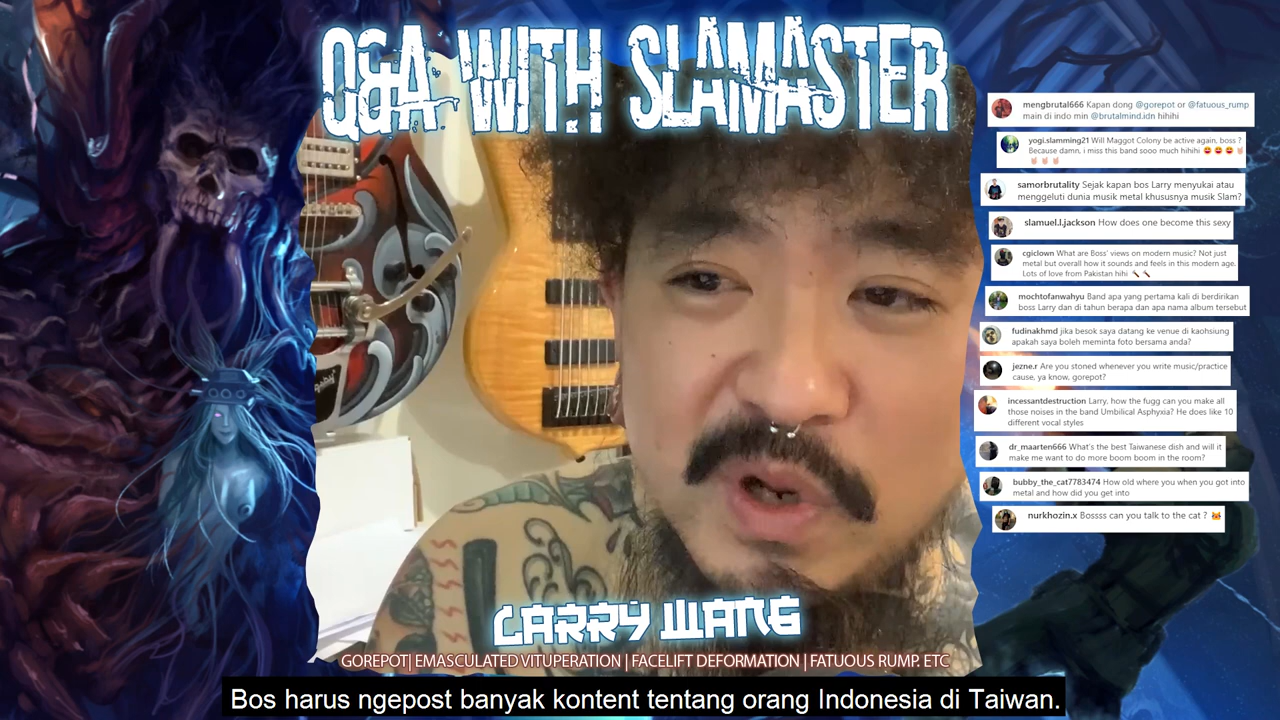 Q&A WITH SLAMASTER
mengbrutal666 Kapan dong @gorepot or @fatuous_rump
main di indo min @brutalmind.idn hihihi
yogi.slamming21 Will Maggot Colony be active again, boss ?
Because damn, i miss this band sooo much hihihi 😍 😍 😍 🤘🏻
🤘🏻 🤘🏻 🤘🏻
samorbrutality Sejak kapan bos Larry menyukai atau
menggeluti dunia musik metal khususnya musik Slam?
slamuel.l.jackson How does one become this sexy
cgiclown What are Boss' views on modern music? Not just
metal but overall how it sounds and feels in this modern age.
Lots of love from Pakistan hihi
mochtofanwahyu Band apa yang pertama kali di berdirikan
boss Larry dan di tahun berapa dan apa nama album tersebut
fudinakhmd jika besok saya datang ke venue di kaohsiung
apakah saya boleh meminta foto bersama anda?
jezne.r Are you stoned whenever you write music/practice
cause, ya know, gorepot?
incessantdestruction Larry, how the fugg can you make all
those noises in the band Umbilical Asphyxia? He does like 10
different vocal styles
dr_maarten666 What's the best Taiwanese dish and will it
make me want to do more boom boom in the room?
bubby_the_cat7783474 How old where you when you got into
metal and how did you get into
nurkhozin.x Bossss can you talk to the cat ? 🐱
LARRY WANG
GOREPOT| EMASCULATED VITUPERATION | FACELIFT DEFORMATION | FATUOUS RUMP. ETC
Bos harus ngepost banyak kontent tentang orang Indonesia di Taiwan.